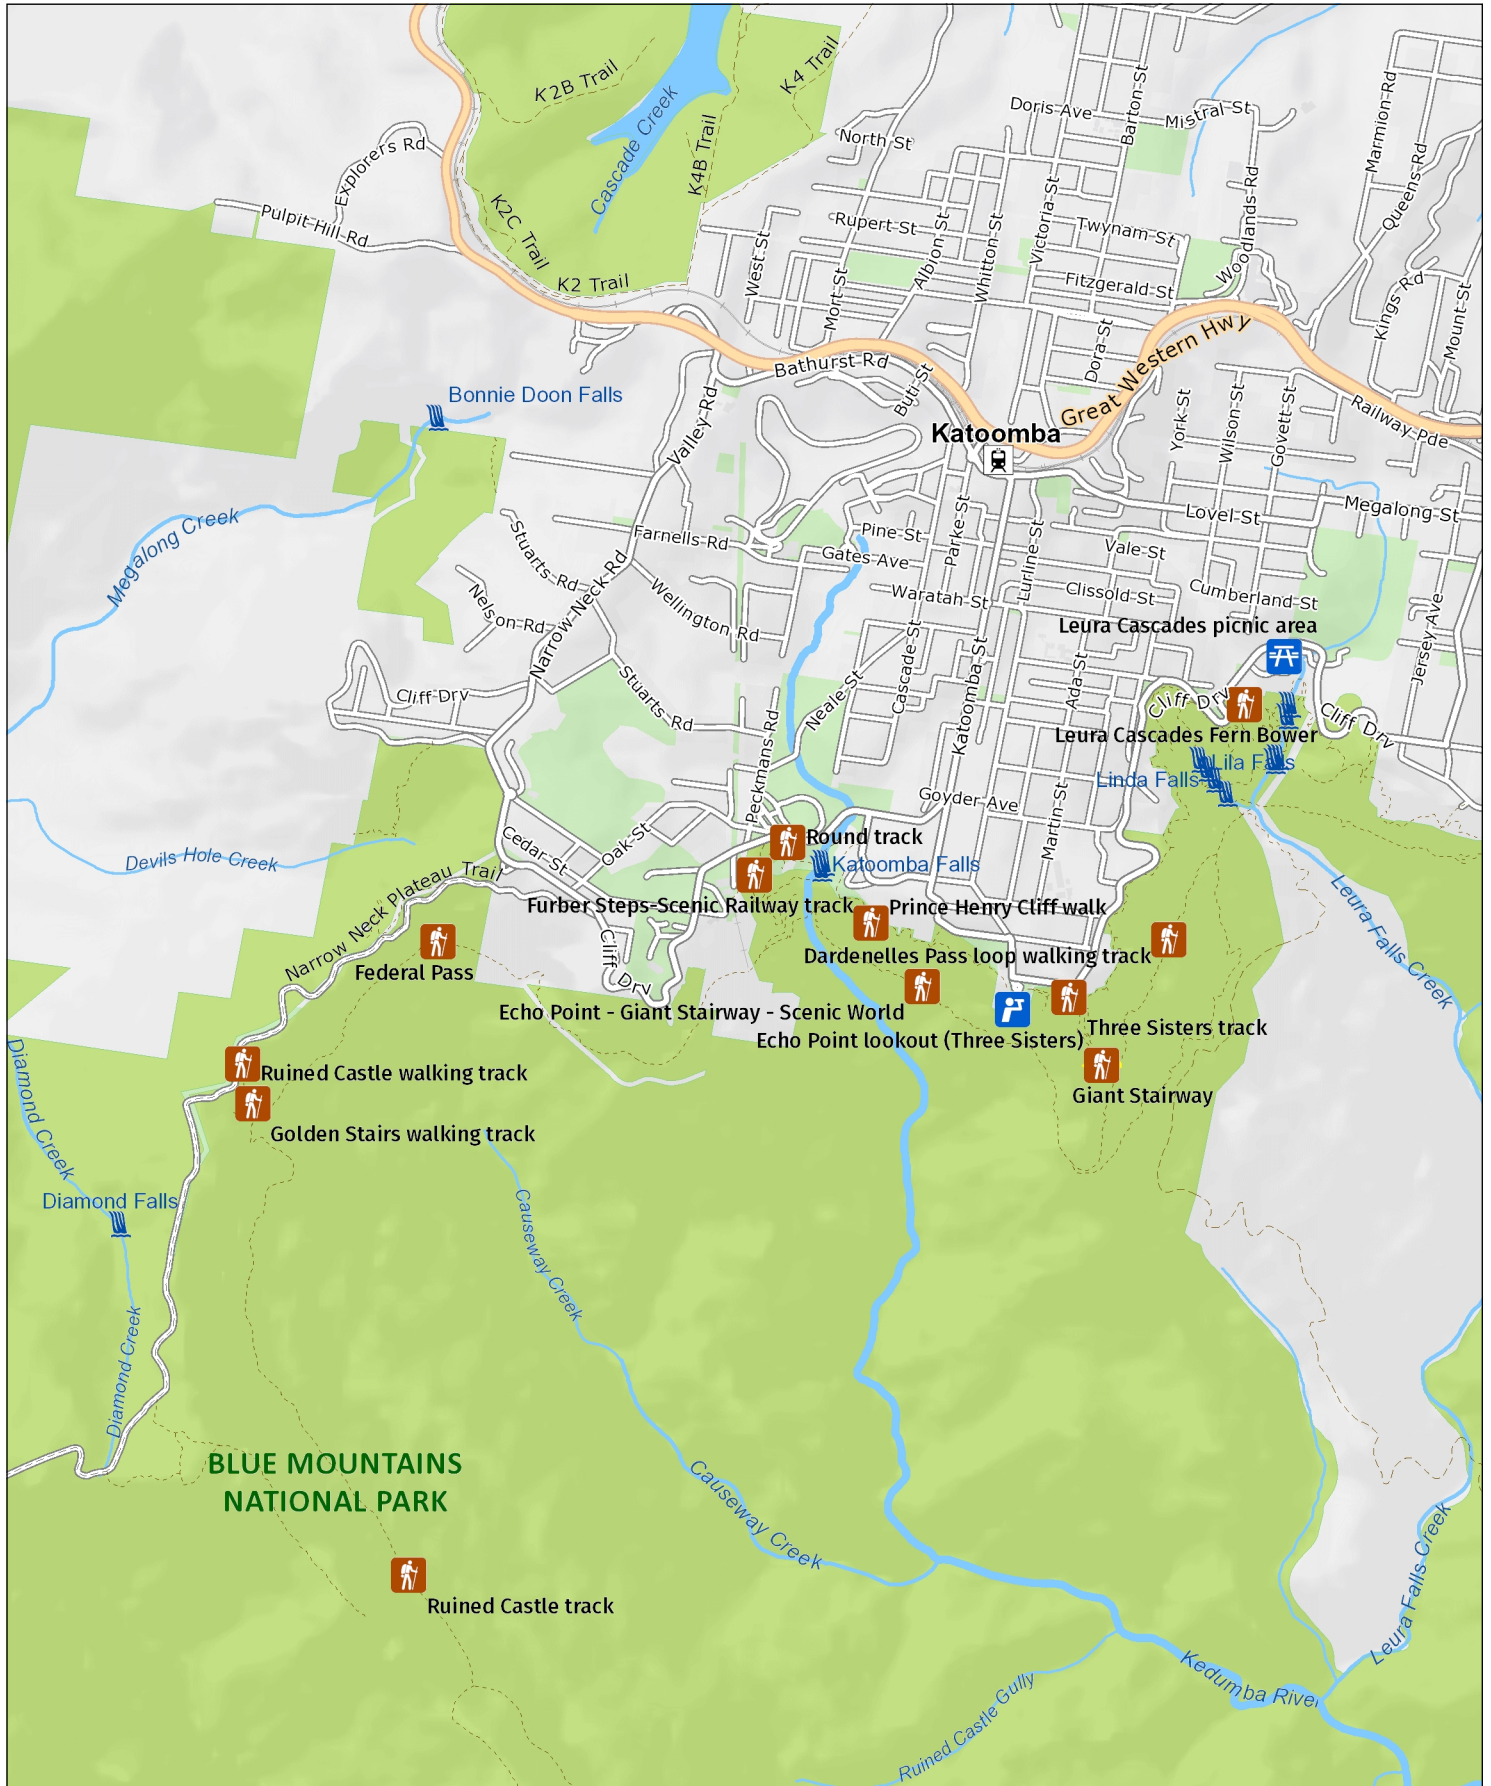 K2B Trail
K4 Trail
Cascade Creek
K4B Trail
Doris Ave
Barton St
Mistral St
Marmion Rd
North St
Explorers Rd
Queens Rd
K2C Trail
Pulpit Hill Rd
West St
Rupert St
Albion St
Whitton St
Victoria St
Twynam St
Woodlands Rd
K2 Trail
Mort St
Fitzgerald St
Kings Rd
Mount St
Great Western Hwy
Dora St
Bathurst Rd
Buti St
Bonnie Doon Falls
Valley Rd
York St
Wilson St
Govett St
Railway Pde
Katoomba
Megalong Creek
Farnells Rd
Pine St
Parke St
Lovel St
Megalong St
Stuarts Rd
Gates Ave
Lurline St
Vale St
Nelson Rd
Narrow Neck Rd
Wellington Rd
Waratah St
Clissold St
Cumberland St
Jersey Ave
Leura Cascades picnic area
Cliff Drv
Stuarts Rd
Neale St
Cascade St
Katoomba St
Ada St
Cliff Drv
Cliff Drv
Leura Cascades Fern Bower
Peckmans Rd
Lila Falls
Linda Falls
Goyder Ave
Martin St
Devils Hole Creek
Cedar St
Oak St
Round track
Katoomba Falls
Narrow Neck Plateau Trail
Furber Steps-Scenic Railway track
Prince Henry Cliff walk
Leura Falls Creek
Cliff Drv
Dardenelles Pass loop walking track
Federal Pass
Echo Point - Giant Stairway - Scenic World
Echo Point lookout (Three Sisters)
Three Sisters track
Ruined Castle walking track
Giant Stairway
Diamond Creek
Golden Stairs walking track
Diamond Falls
Causeway Creek
Diamond Creek
BLUE MOUNTAINS
NATIONAL PARK
Causeway Creek
Ruined Castle track
Leura Falls Creek
Kedumba River
Ruined Castle Gully